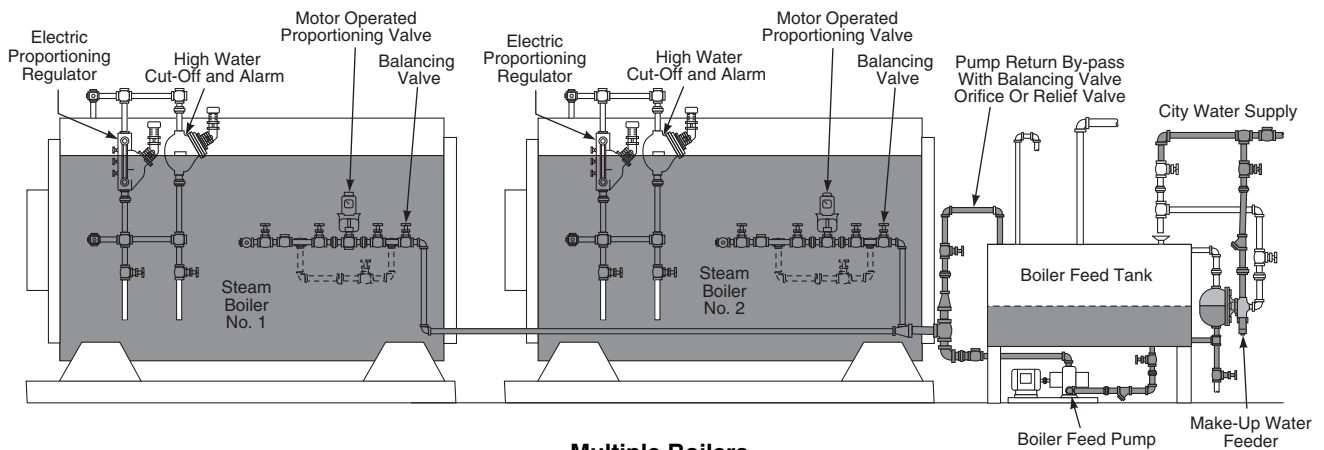 Electric
Proportioning
Regulator
High Water
Cut-Off and Alarm
Motor Operated
Proportioning Valve
Balancing
Valve
Electric
Proportioning
Regulator
High Water
Cut-Off and Alarm
Motor Operated
Proportioning Valve
Balancing
Valve
Pump Return By-pass
With Balancing Valve
Orifice Or Relief Valve
City Water Supply
Steam
Boiler
No. 1
Steam
Boiler
No. 2
Boiler Feed Tank
Boiler Feed Pump
Make-Up Water
Feeder
Multiple Boilers